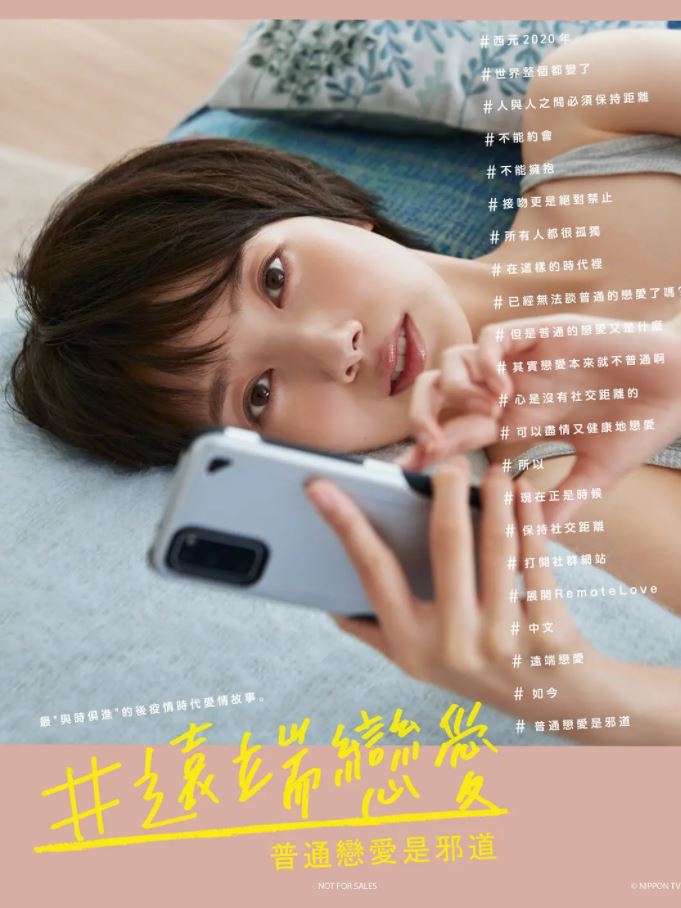 #西元2020年
#世界整個都變了
#人與人之間必須保持距離
#不能約會
#不能擁抱
#接吻更是絕對禁止
#所有人都很孤獨
#在這樣的時代裡
#已經無法談普通的戀愛了嗎?
#但是普通的戀愛又是什麼
#其實戀愛本來就不普通啊
#心是沒有社交距離的
#可以盡情又健康地戀愛
#所以
#現在正是時候
#保持社交距離
#打開社群網站
#展開RemoteLove
#中文
#遠端戀愛
#如今
#普通戀愛是邪道
最"與時俱進"的後疫情時代愛情故事。
#遠端戀愛
普通戀愛是邪道
NOT FOR SALES
© NIPPON TV